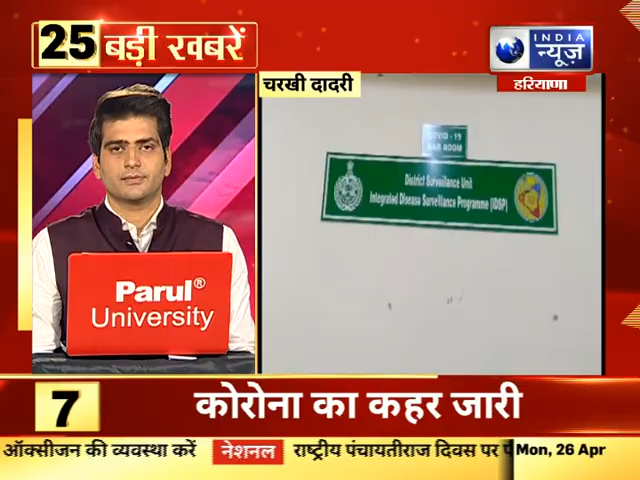 25 बड़ी खबरें
INDIA
न्यूज़
हरियाणा
चरखी दादरी
COVID - 19
WAR ROOM
District Surveillance Unit
Integrated Disease Surveillance Programme (IDSP)
Parul®
University
7
कोरोना का कहर जारी
ऑक्सीजन की व्यवस्था करें नेशनल राष्ट्रीय पंचायतीराज दिवस पर Mon, 26 Apr